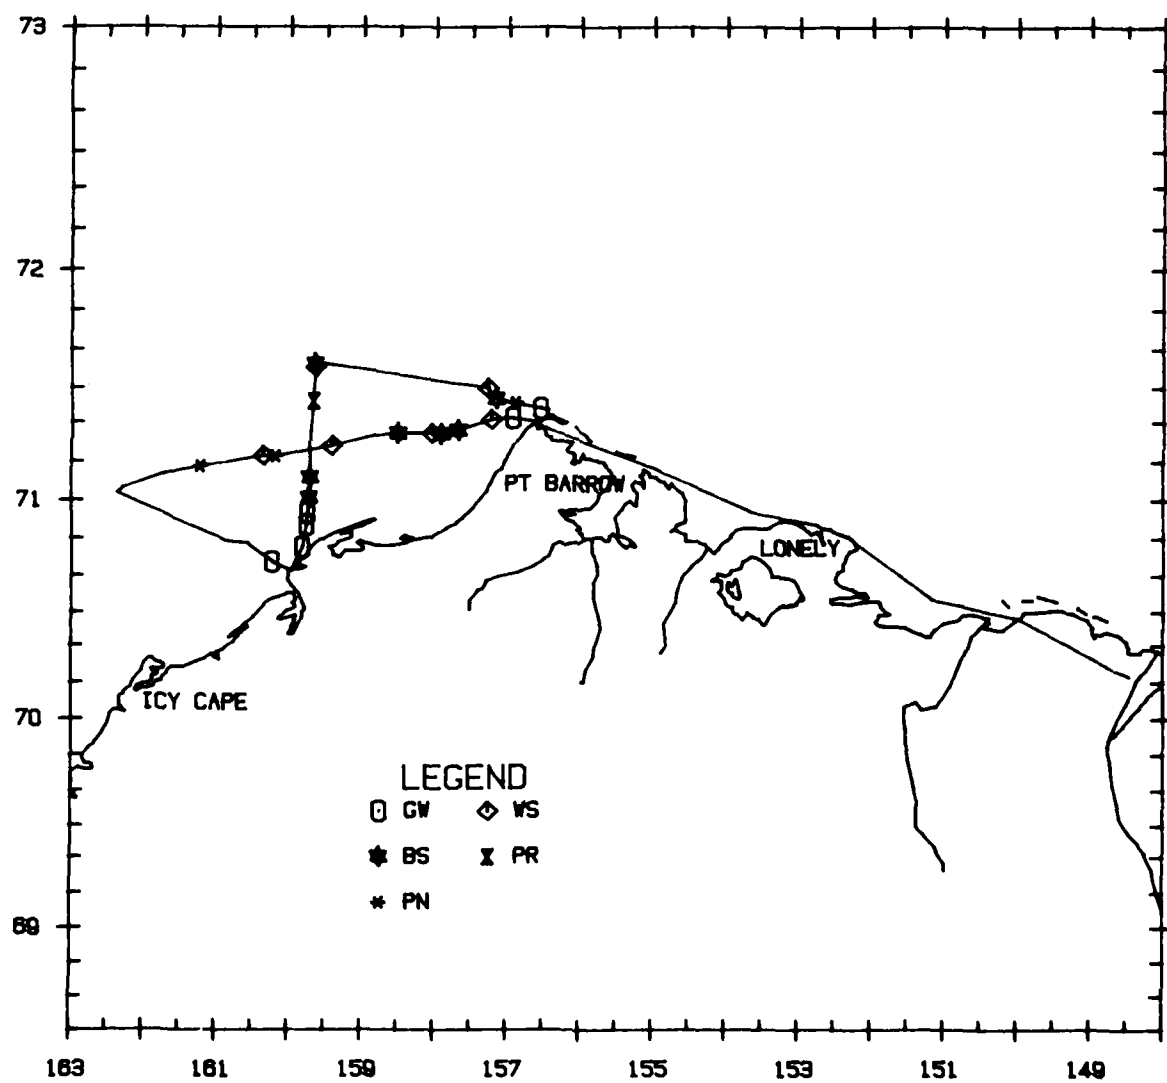 73
72
71
70
69
PT BARROW
LONELY
ICY CAPE
LEGEND
GW WS
BS PR
PN
163 161 159 157 155 153 151 149